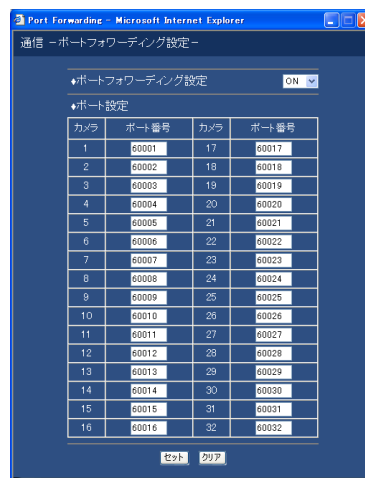 Port Forwarding - Microsoft Internet Explorer
通信 −ポートフォワーディング設定−
♦ポートフォワーディング設定 ON
♦ポート設定
カメラ ポート番号 カメラ ポート番号
1 60001 17 60017
2 60002 18 60018
3 60003 19 60019
4 60004 20 60020
5 60005 21 60021
6 60006 22 60022
7 60007 23 60023
8 60008 24 60024
9 60009 25 60025
10 60010 26 60026
11 60011 27 60027
12 60012 28 60028
13 60013 29 60029
14 60014 30 60030
15 60015 31 60031
16 60016 32 60032
セット クリア